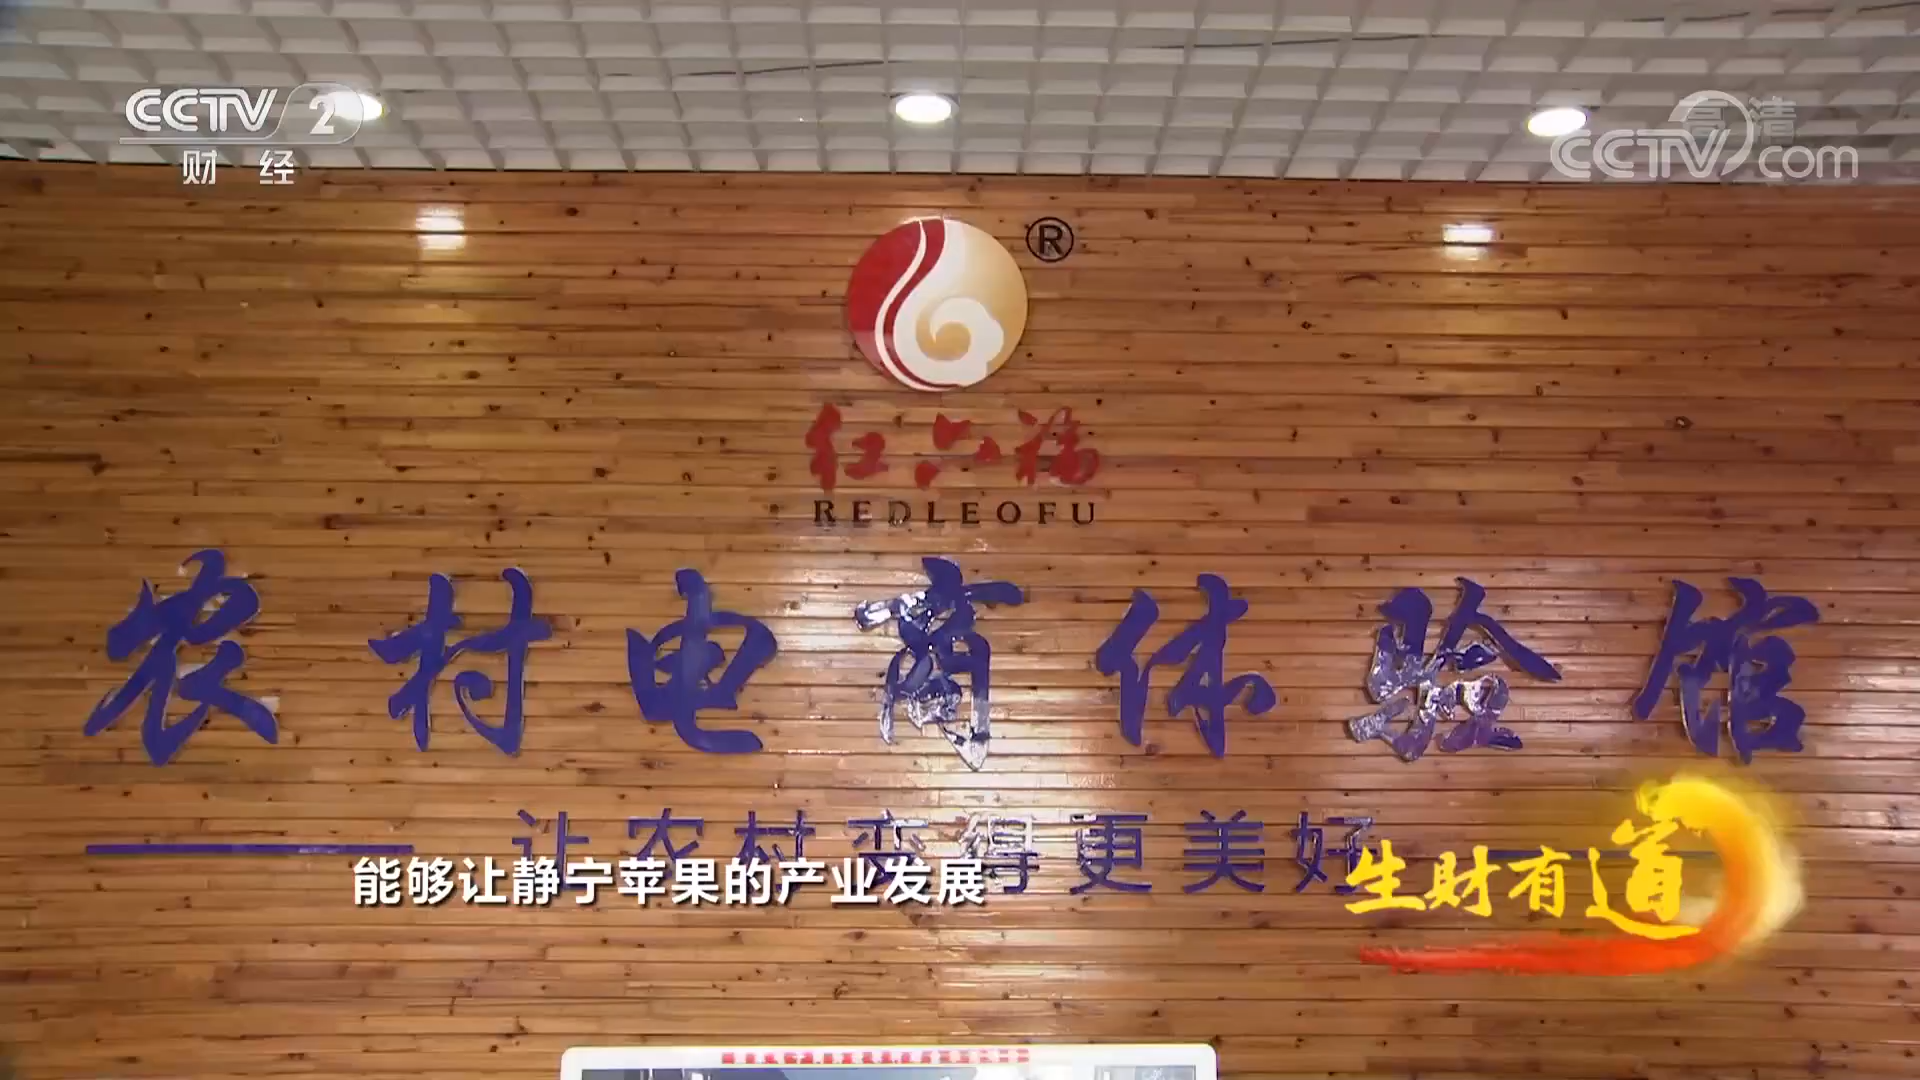 CCTV 2
财 经
高清
CCTV.com
®
红六福
REDLEOFU
农村电商体验馆
让农村变得更美好
能够让静宁苹果的产业发展
生财有道